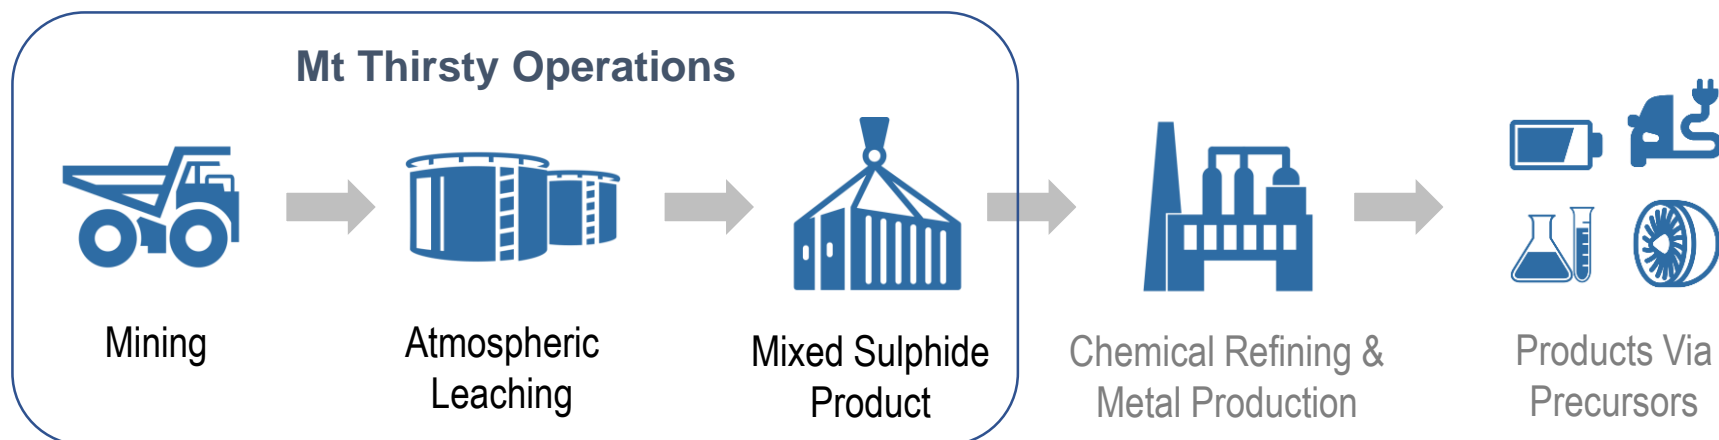 Mt Thirsty Operations
Mining
Atmospheric
Leaching
Mixed Sulphide
Product
Chemical Refining &
Metal Production
Products Via
Precursors